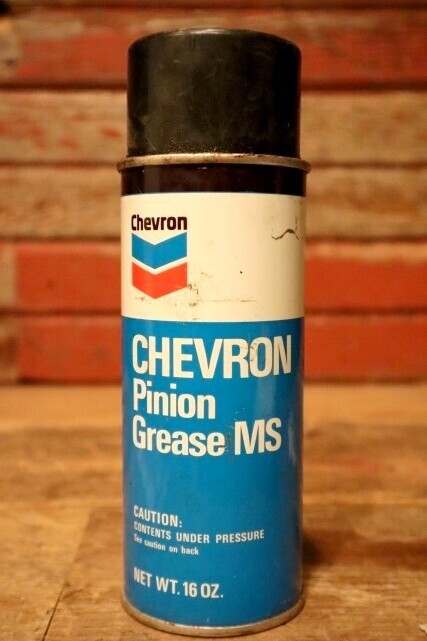 Chevron
CHEVRON
Pinion
Grease MS
CAUTION:
CONTENTS UNDER PRESSURE
See caution on back
NET WT. 16 OZ.